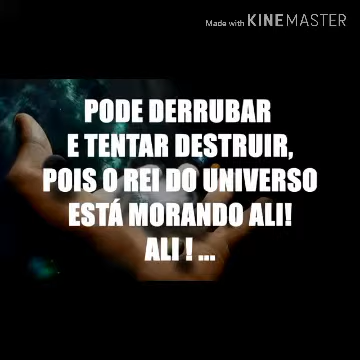 Made with KINEMASTER
PODE DERRUBAR
E TENTAR DESTRUIR,
POIS O REI DO UNIVERSO
ESTÁ MORANDO ALI!
ALI ! ...